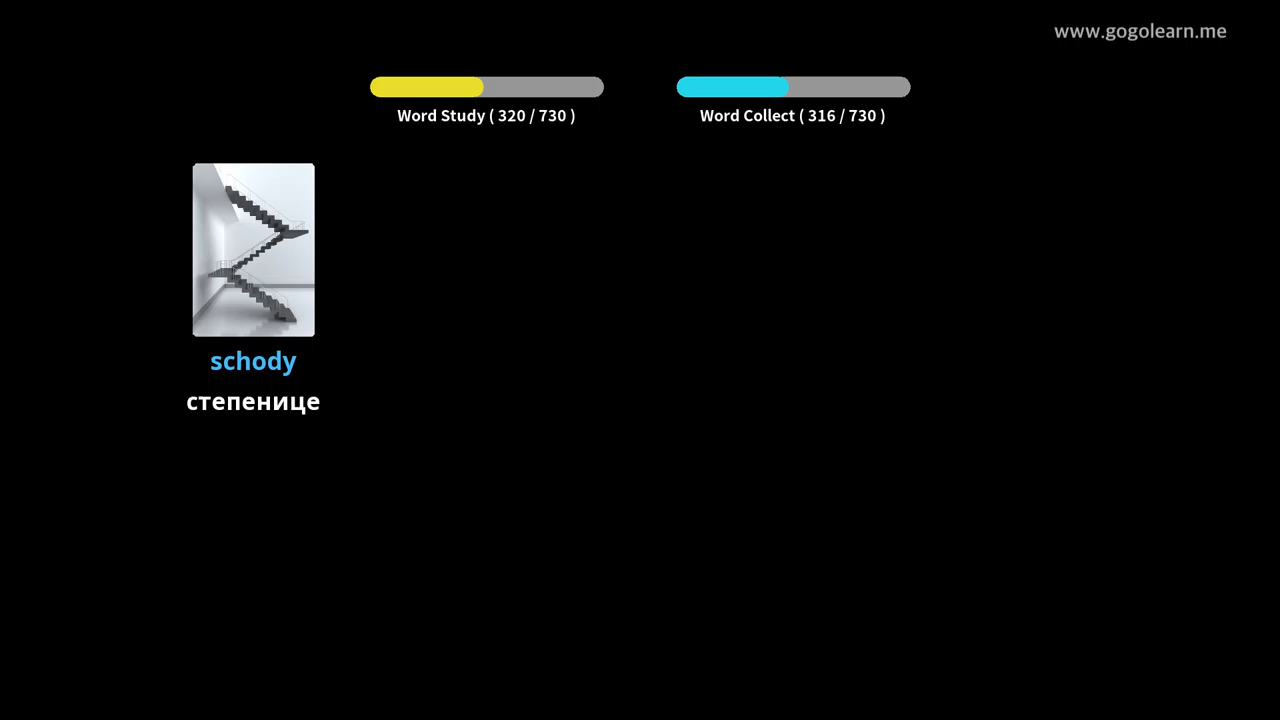 www.gogolearn.me
Word Study ( 320 / 730 )
Word Collect ( 316 / 730 )
schody
степенице